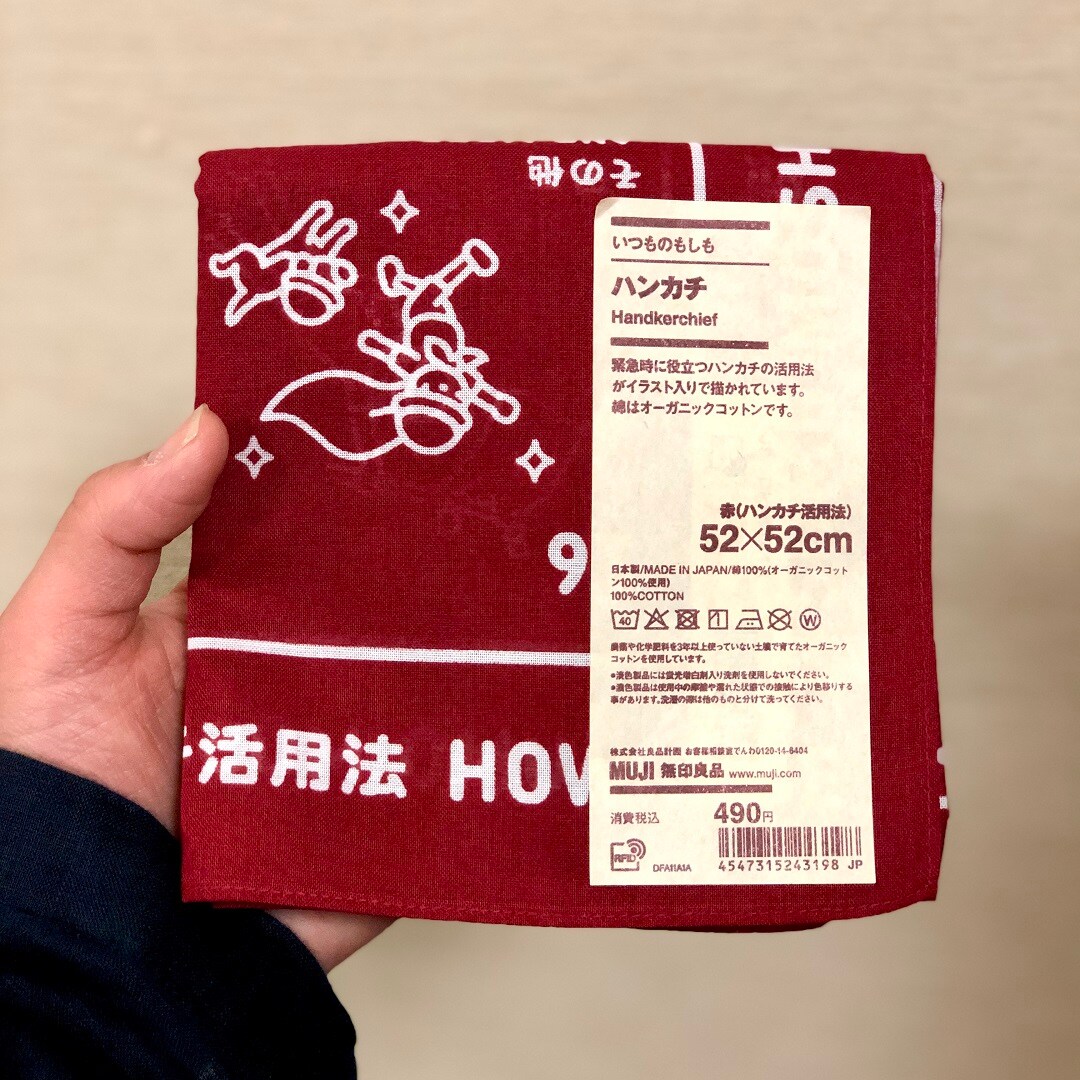 その他
HO
S
9
活用法 HOW
いつものもしも
ハンカチ
Handkerchief
緊急時に役立つハンカチの活用法
がイラスト入りで描かれています。
綿はオーガニックコットンです。
赤(ハンカチ活用法)
52×52cm
日本製/MADE IN JAPAN/綿100%(オーガニックコット
ン100%使用)
100%COTTON
40
W
農薬や化学肥料を3年以上使っていない土壌で育てたオーガニック
コットンを使用しています。
●淡色製品には蛍光増白剤入り洗剤を使用しないでください。
●濃色製品は使用中の摩擦や濡れた状態での接触により色移りする
事があります。洗濯の際は他のものと分けて洗ってください。
株式会社良品計画 お客様相談室でんわ0120-14-6404
MUJI 無印良品 www.muji.com
消費税込 490円
RFID
DFA11A1A
4547315243198 JP